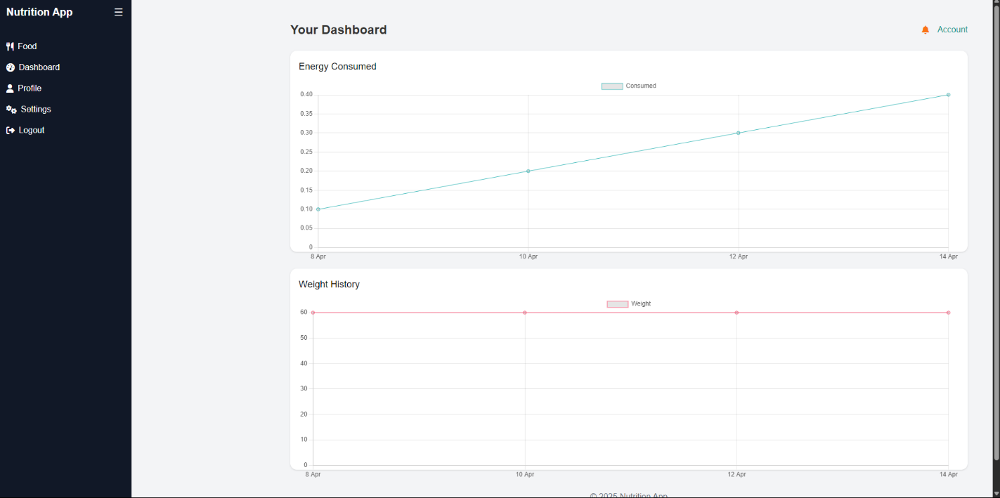 Nutrition App
Food
Dashboard
Profile
Settings
Logout
Your Dashboard
Account
Energy Consumed
Consumed
0.40
0.35
0.30
0.25
0.20
0.15
0.10
0.05
0
8 Apr 10 Apr 12 Apr 14 Apr
Weight History
Weight
60
50
40
30
20
10
0
8 Apr 10 Apr 12 Apr 14 Apr
© 2025 Nutrition App